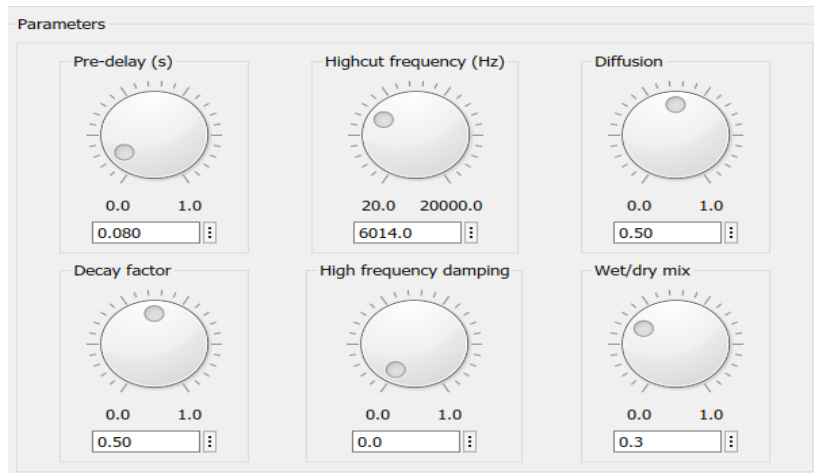 Parameters
Pre-delay (s)
0.0 1.0
0.080
Highcut frequency (Hz)
20.0 20000.0
6014.0
Diffusion
0.0 1.0
0.50
Decay factor
0.0 1.0
0.50
High frequency damping
0.0 1.0
0.0
Wet/dry mix
0.0 1.0
0.3